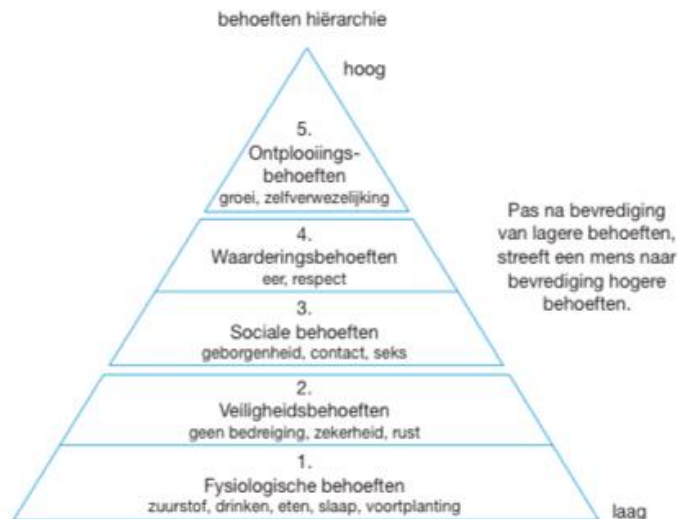 behoeften hiërarchie
hoog
5.
Ontplooiings-
behoeften
groei, zelfverwezelijking
4.
Waarderingsbehoeften
eer, respect
3.
Sociale behoeften
geborgenheid, contact, seks
2.
Veiligheidsbehoeften
geen bedreiging, zekerheid, rust
1.
Fysiologische behoeften
zuurstof, drinken, eten, slaap, voortplanting
laag
Pas na bevrediging
van lagere behoeften,
streeft een mens naar
bevrediging hogere
behoeften.